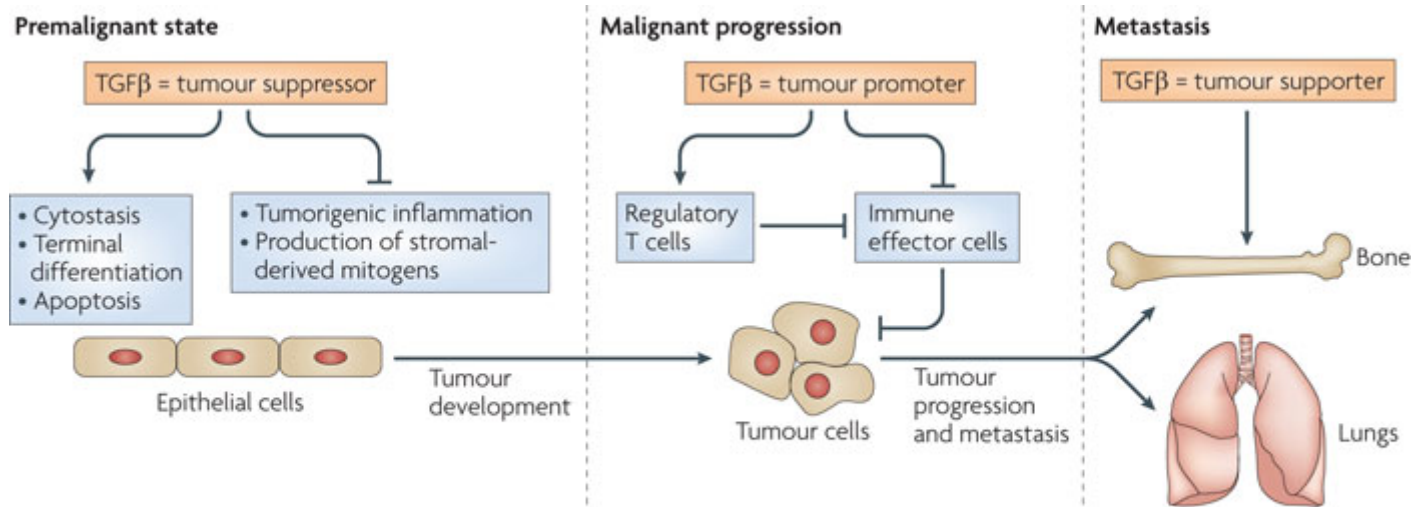 Premalignant state
TGFβ = tumour suppressor
• Cytostasis
• Terminal
differentiation
• Apoptosis
• Tumorigenic inflammation
• Production of stromal-
derived mitogens
Epithelial cells
Tumour
development
Malignant progression
TGFβ = tumour promoter
Regulatory
T cells
Immune
effector cells
Tumour cells
Tumour
progression
and metastasis
Metastasis
TGFβ = tumour supporter
Bone
Lungs